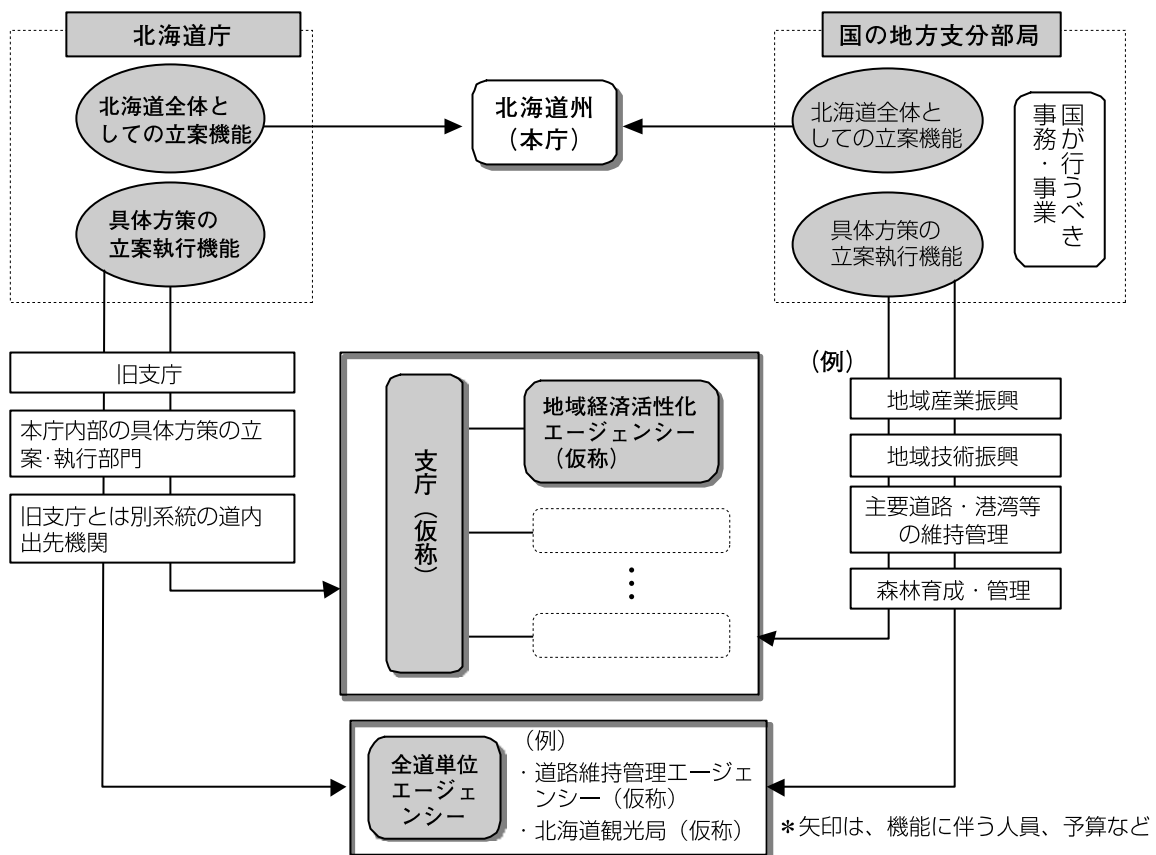 北海道庁
北海道全体と
しての立案機能
具体方策の
立案執行機能
旧支庁
本庁内部の具体方策の立
案・執行部門
旧支庁とは別系統の道内
出先機関
北海道州
(本庁)
国の地方支分部局
北海道全体と
しての立案機能
具体方策の
立案執行機能
国が行うべき
事務・事業
(例)
地域産業振興
地域技術振興
主要道路・港湾等
の維持管理
森林育成・管理
支庁(仮称)
地域経済活性化
エージェンシー
(仮称)
⋮
全道単位
エージェ
ンシー
(例)
・道路維持管理エージェ
ンシー(仮称)
・北海道観光局(仮称)
＊矢印は、機能に伴う人員、予算など